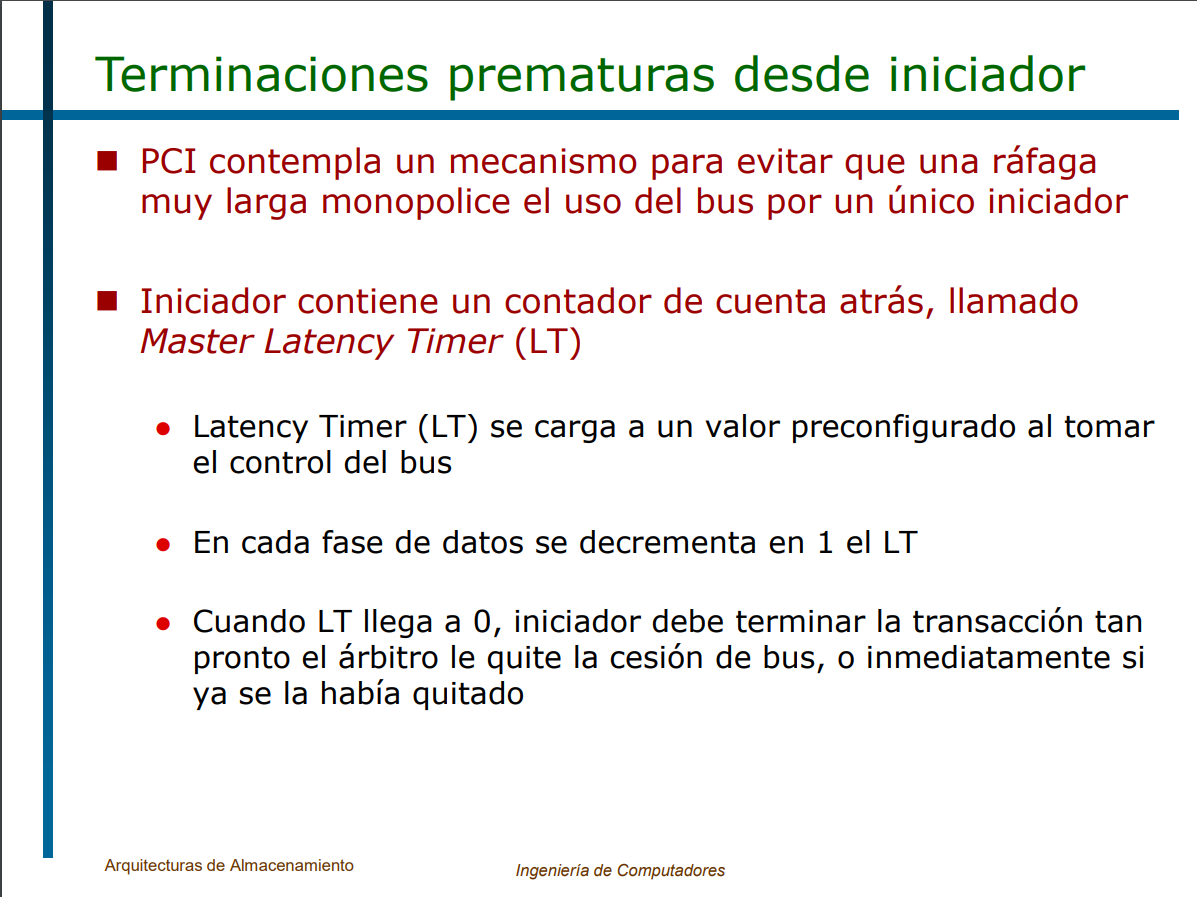 Terminaciones prematuras desde iniciador
PCI contempla un mecanismo para evitar que una ráfaga
muy larga monopolice el uso del bus por un único iniciador
Iniciador contiene un contador de cuenta atrás, llamado
Master Latency Timer (LT)
Latency Timer (LT) se carga a un valor preconfigurado al tomar
el control del bus
En cada fase de datos se decrementa en 1 el LT
Cuando LT llega a 0, iniciador debe terminar la transacción tan
pronto el árbitro le quite la cesión de bus, o inmediatamente si
ya se la había quitado
Arquitecturas de Almacenamiento
Ingeniería de Computadores